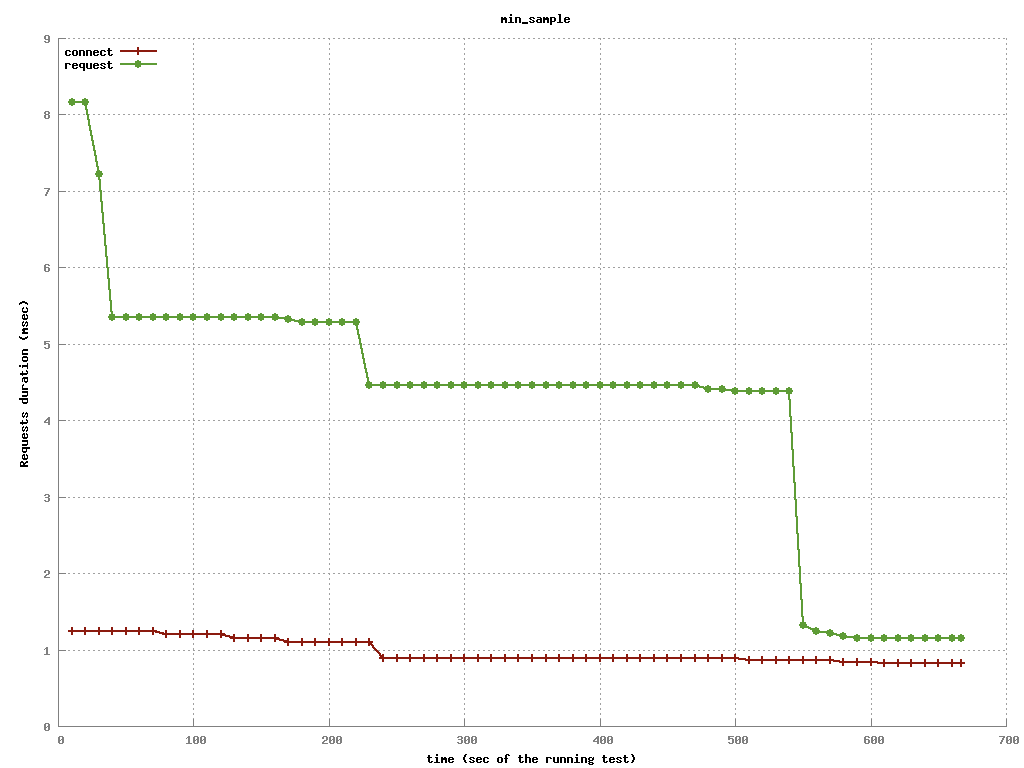 min_sample
connect
request
9
8
7
6
5
4
3
2
1
0
Requests duration (msec)
0 100 200 300 400 500 600 700
time (sec of the running test)